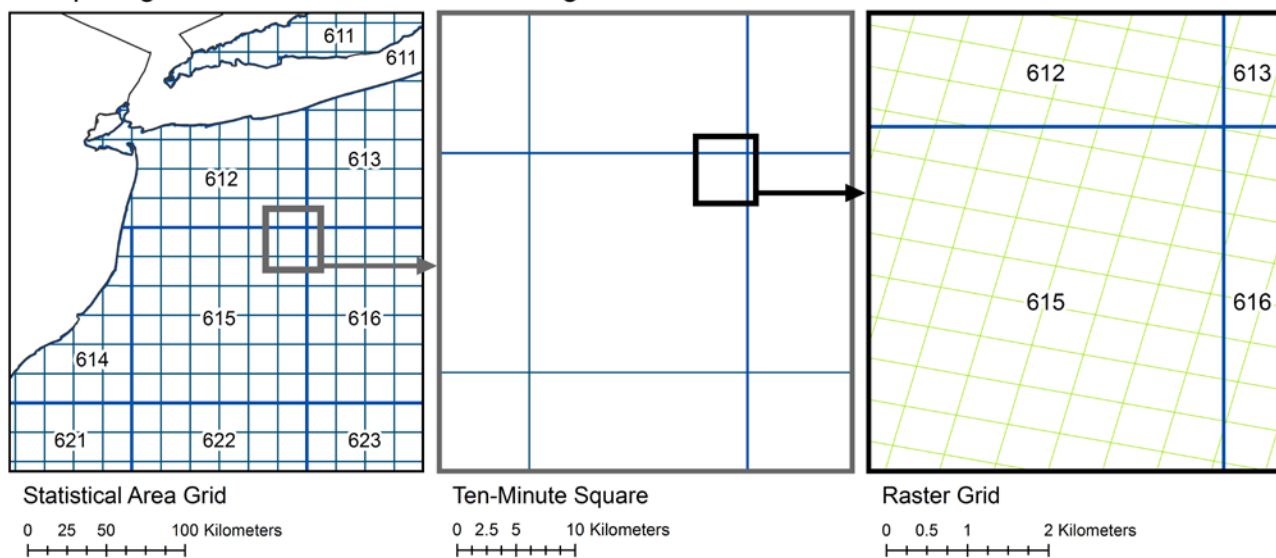 611
611
613
612
615
616
614
621
622
623
612
613
615
616
Statistical Area Grid
0 25 50 100 Kilometers
Ten-Minute Square
0 2.5 5 10 Kilometers
Raster Grid
0 0.5 1 2 Kilometers